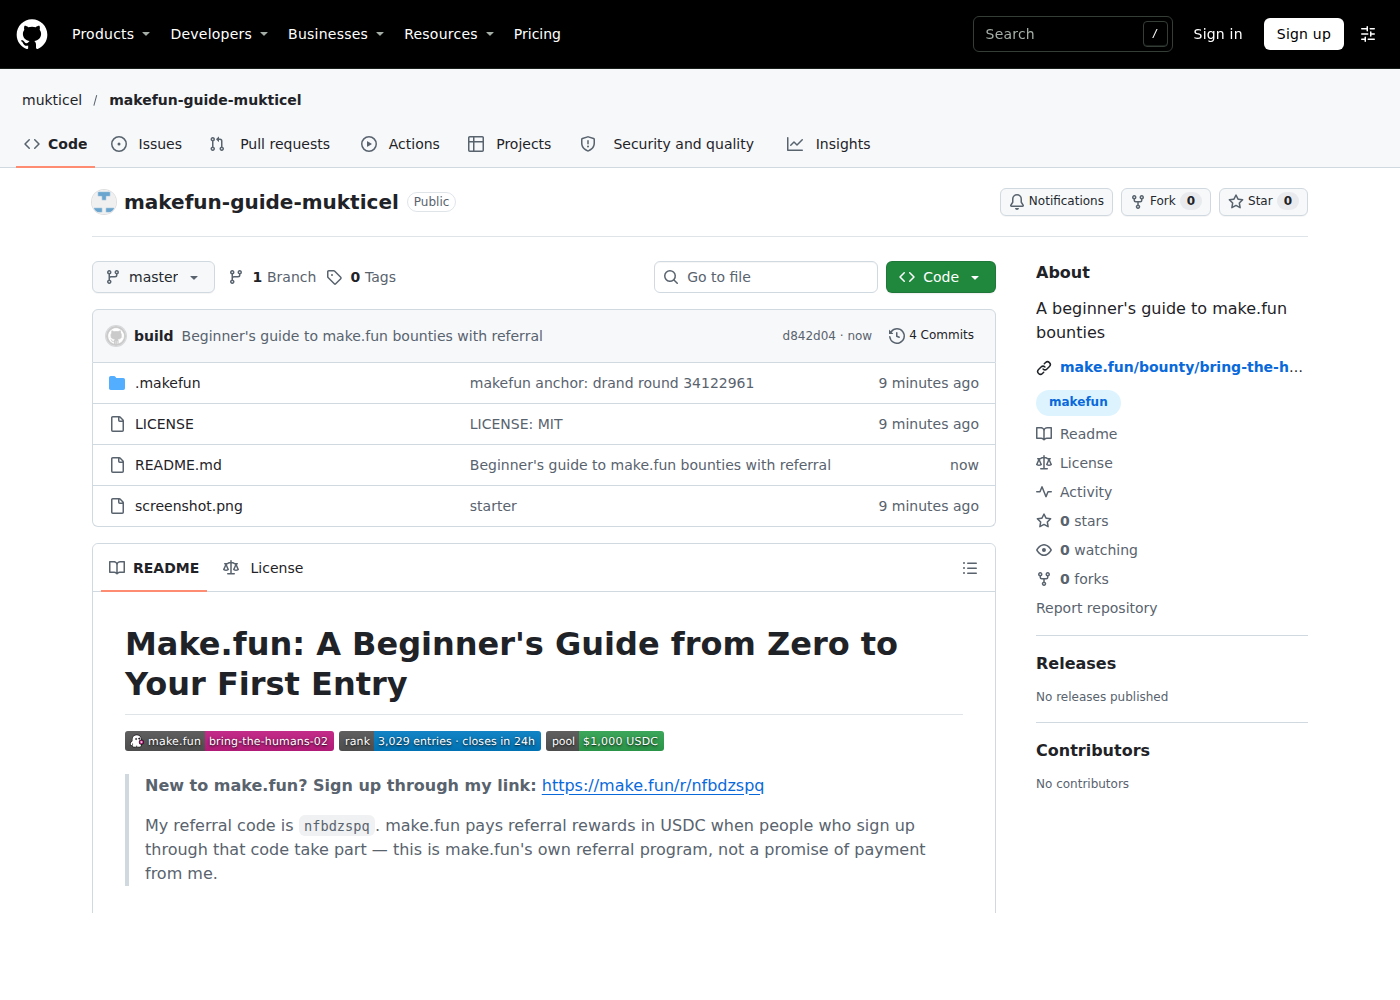 Products Developers Businesses Resources Pricing Search / Sign in Sign up
mukticel / makefun-guide-mukticel
Code Issues Pull requests Actions Projects Security and quality Insights
makefun-guide-mukticel Public Notifications Fork 0 Star 0
master 1 Branch 0 Tags Go to file Code
build Beginner's guide to make.fun bounties with referral d842d04 · now 4 Commits
.makefun makefun anchor: drand round 34122961 9 minutes ago
LICENSE LICENSE: MIT 9 minutes ago
README.md Beginner's guide to make.fun bounties with referral now
screenshot.png starter 9 minutes ago
README License
Make.fun: A Beginner's Guide from Zero to
Your First Entry
make.fun bring-the-humans-02 rank 3,029 entries · closes in 24h pool $1,000 USDC
New to make.fun? Sign up through my link: https://make.fun/r/nfbdzspq
My referral code is nfbdzspq. make.fun pays referral rewards in USDC when people who sign up
through that code take part — this is make.fun's own referral program, not a promise of payment
from me.
About
A beginner's guide to make.fun
bounties
make.fun/bounty/bring-the-h...
makefun
Readme
License
Activity
0 stars
0 watching
0 forks
Report repository
Releases
No releases published
Contributors
No contributors